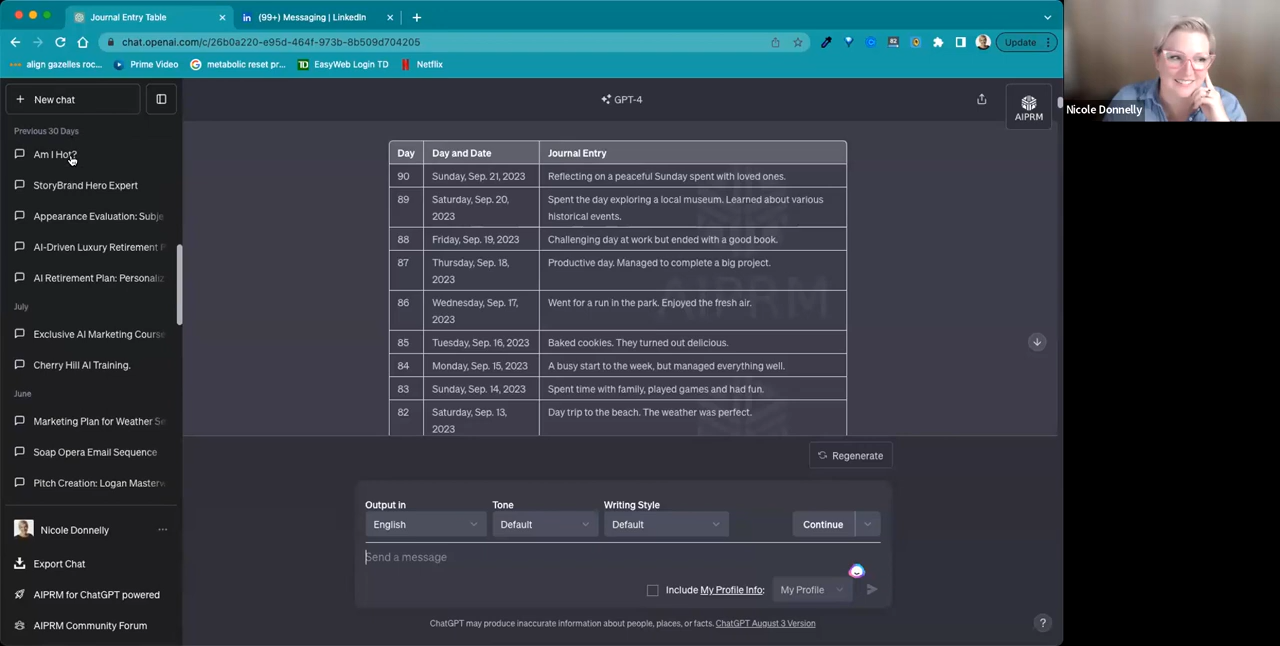 Journal Entry Table
(99+) Messaging | LinkedIn
chat.openai.com/c/26b0a220-e95d-464f-973b-8b509d704205
Update
align gazelles roc...
Prime Video
metabolic reset pr...
EasyWeb Login TD
Netflix
New chat
GPT-4
AIPRM
Nicole Donnelly
Previous 30 Days
Am I Hot?
StoryBrand Hero Expert
Appearance Evaluation: Subje
AI-Driven Luxury Retirement P
AI Retirement Plan: Personaliz
July
Exclusive AI Marketing Course
Cherry Hill AI Training.
June
Marketing Plan for Weather Se
Soap Opera Email Sequence
Pitch Creation: Logan Masterw
Nicole Donnelly
Export Chat
AIPRM for ChatGPT powered
AIPRM Community Forum
Day Day and Date Journal Entry
90 Sunday, Sep. 21, 2023 Reflecting on a peaceful Sunday spent with loved ones.
89 Saturday, Sep. 20, Spent the day exploring a local museum. Learned about various
2023 historical events.
88 Friday, Sep. 19, 2023 Challenging day at work but ended with a good book.
87 Thursday, Sep. 18, Productive day. Managed to complete a big project.
2023
86 Wednesday, Sep. 17, Went for a run in the park. Enjoyed the fresh air.
2023
85 Tuesday, Sep. 16, 2023 Baked cookies. They turned out delicious.
84 Monday, Sep. 15, 2023 A busy start to the week, but managed everything well.
83 Sunday, Sep. 14, 2023 Spent time with family, played games and had fun.
82 Saturday, Sep. 13, Day trip to the beach. The weather was perfect.
2023
AIPRM
Regenerate
Output in Tone Writing Style
English Default Default Continue
Send a message
Include My Profile Info: My Profile
ChatGPT may produce inaccurate information about people, places, or facts. ChatGPT August 3 Version
?